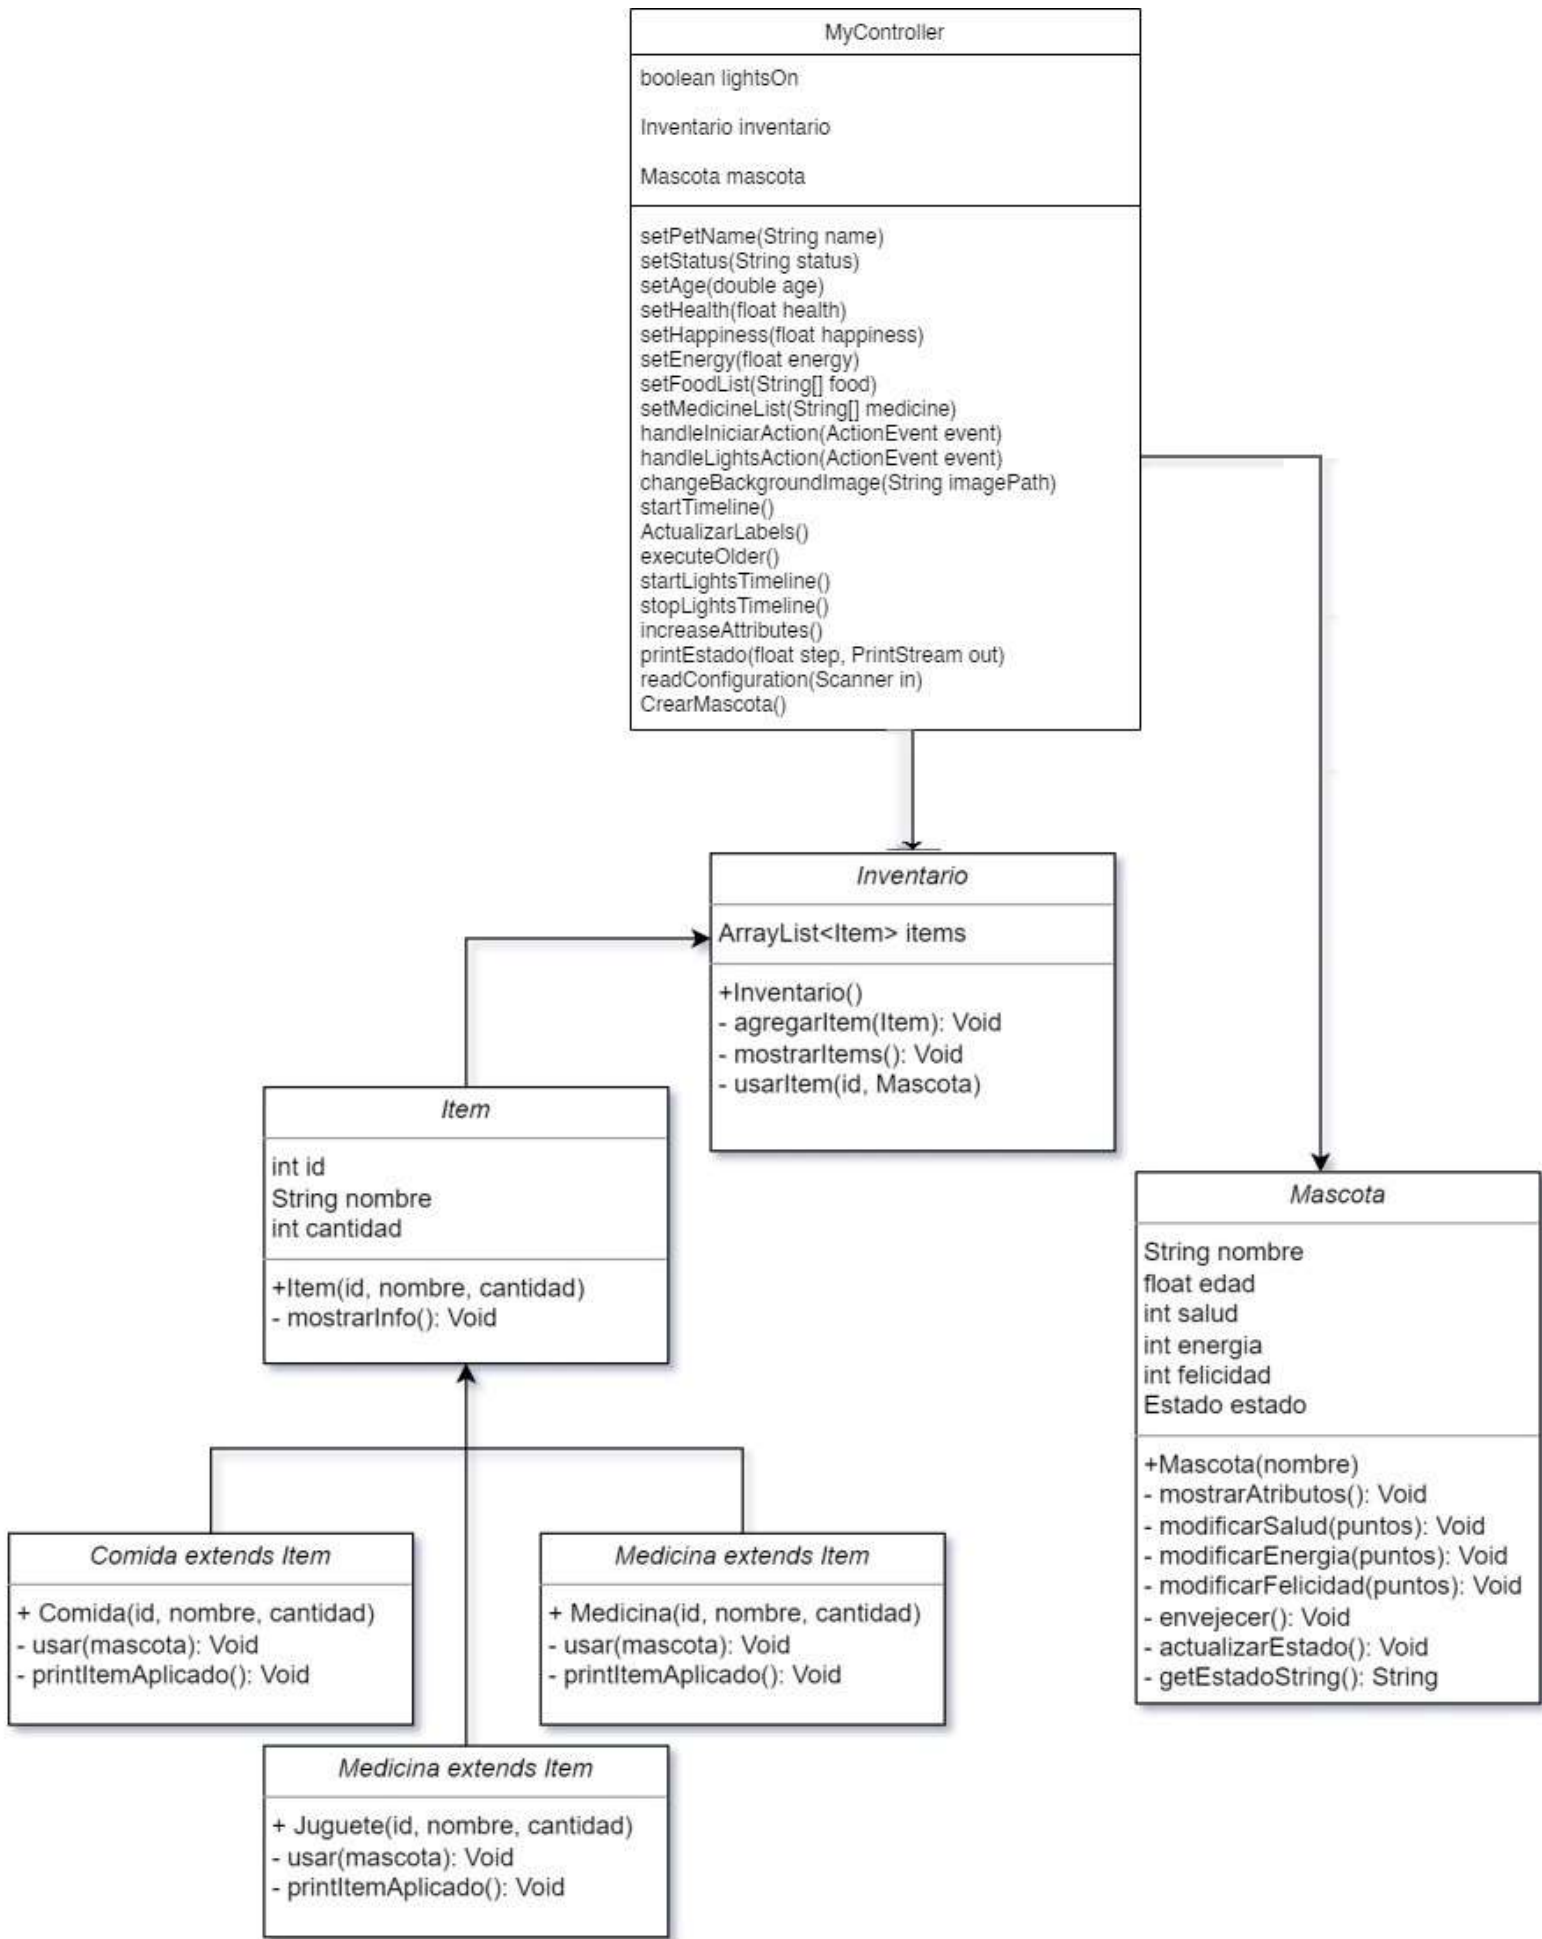 MyController
boolean lightsOn
Inventario inventario
Mascota mascota
setPetName(String name)
setStatus(String status)
setAge(double age)
setHealth(float health)
setHappiness(float happiness)
setEnergy(float energy)
setFoodList(String[] food)
setMedicineList(String[] medicine)
handleIniciarAction(ActionEvent event)
handleLightsAction(ActionEvent event)
changeBackgroundImage(String imagePath)
startTimeline()
ActualizarLabels()
executeOlder()
startLightsTimeline()
stopLightsTimeline()
increaseAttributes()
printEstado(float step, PrintStream out)
readConfiguration(Scanner in)
CrearMascota()
Inventario
ArrayList<Item> items
+Inventario()
- agregarItem(Item): Void
- mostrarItems(): Void
- usarItem(id, Mascota)
Item
int id
String nombre
int cantidad
+Item(id, nombre, cantidad)
- mostrarInfo(): Void
Mascota
String nombre
float edad
int salud
int energia
int felicidad
Estado estado
+Mascota(nombre)
- mostrarAtributos(): Void
- modificarSalud(puntos): Void
- modificarEnergia(puntos): Void
- modificarFelicidad(puntos): Void
- envejecer(): Void
- actualizarEstado(): Void
- getEstadoString(): String
Comida extends Item
+ Comida(id, nombre, cantidad)
- usar(mascota): Void
- printItemAplicado(): Void
Medicina extends Item
+ Medicina(id, nombre, cantidad)
- usar(mascota): Void
- printItemAplicado(): Void
Medicina extends Item
+ Juguete(id, nombre, cantidad)
- usar(mascota): Void
- printItemAplicado(): Void